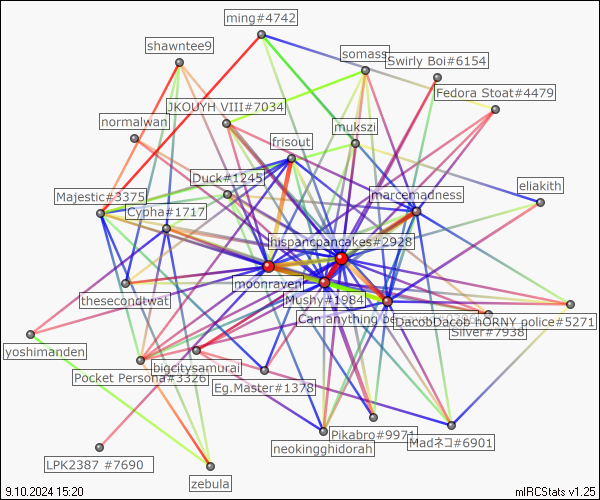 ming#4742
shawntee9
somass
Swirly Boi#6154
Fedora Stoat#4479
JKOUYH VIII#7034
normalwan
mukszi
frisout
Duck#1245
eliakith
Majestic#3375
marcemadness
Cypha#1717
hispancpancakes#2928
moonraven
thesecondtwat
Mushy#1984
Can anything be
DacobDacob hORNY police#5271
Silver#7938
yoshimanden
bigcitysamurai
Pocket Persona#3326
Eg.Master#1378
Pikabro#9971
Madネコ#6901
neokingghidorah
LPK2387 #7690
zebula
9.10.2024 15:20
mIRCStats v1.25